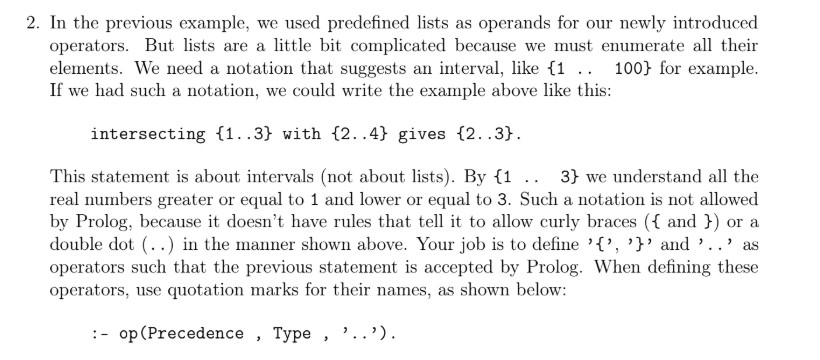 2. In the previous example, we used predefined lists as operands for our newly introduced
operators. But lists are a little bit complicated because we must enumerate all their
elements. We need a notation that suggests an interval, like {1 .. 100} for example.
If we had such a notation, we could write the example above like this:
intersecting {1..3} with {2..4} gives {2..3}.
This statement is about intervals (not about lists). By {1 .. 3} we understand all the
real numbers greater or equal to 1 and lower or equal to 3. Such a notation is not allowed
by Prolog, because it doesn't have rules that tell it to allow curly braces ({ and }) or a
double dot (..) in the manner shown above. Your job is to define '{', '}' and '..' as
operators such that the previous statement is accepted by Prolog. When defining these
operators, use quotation marks for their names, as shown below:
:- op(Precedence , Type , '..').